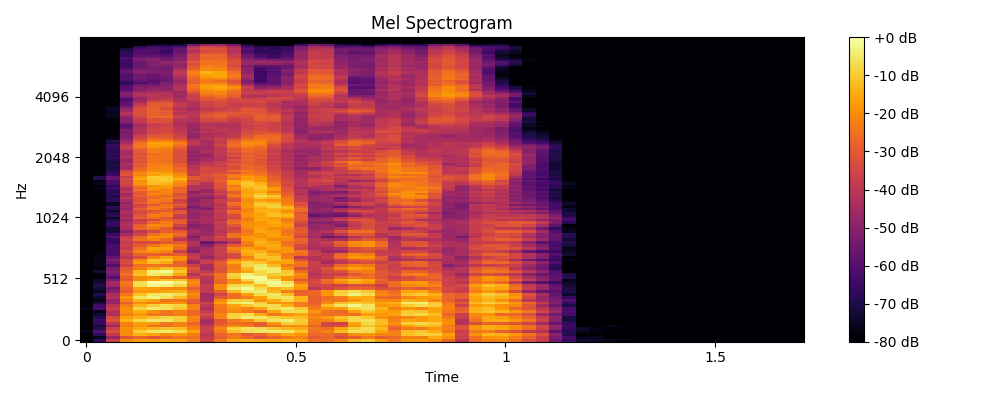 Mel Spectrogram
Hz
4096
2048
1024
512
0
0
0.5
1
1.5
Time
+0 dB
-10 dB
-20 dB
-30 dB
-40 dB
-50 dB
-60 dB
-70 dB
-80 dB